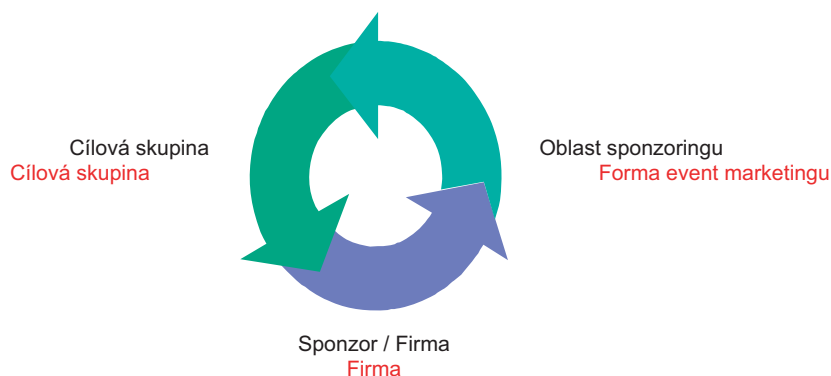 Cílová skupina
Cílová skupina
Oblast sponzoringu
Forma event marketingu
Sponzor / Firma
Firma